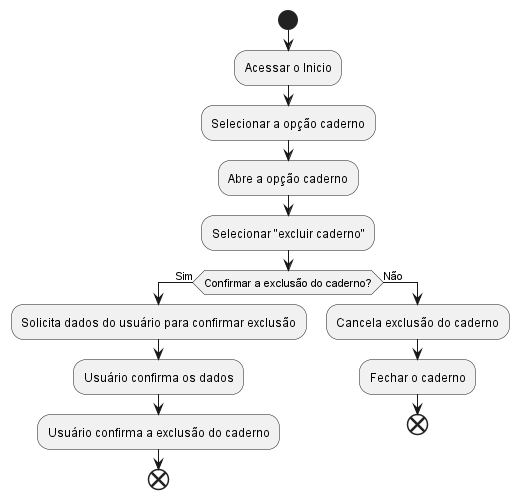 Acessar o Inicio
Selecionar a opção caderno
Abre a opção caderno
Selecionar "excluir caderno"
Sim
Confirmar a exclusão do caderno?
Não
Solicita dados do usuário para confirmar exclusão
Cancela exclusão do caderno
Usuário confirma os dados
Fechar o caderno
Usuário confirma a exclusão do caderno